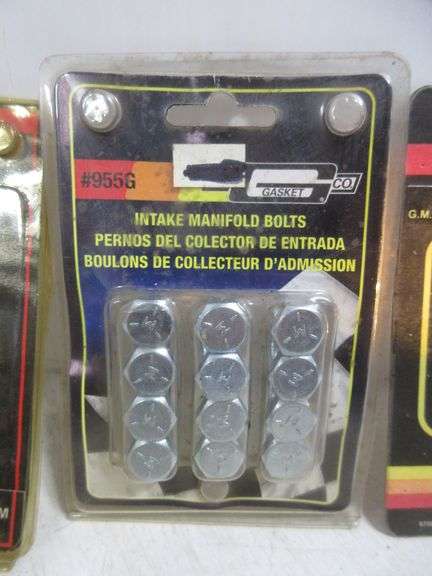 #955G
GASKET
CO.
INTAKE MANIFOLD BOLTS
PERNOS DEL COLECTOR DE ENTRADA
BOULONS DE COLLECTEUR D'ADMISSION
G.M.
M